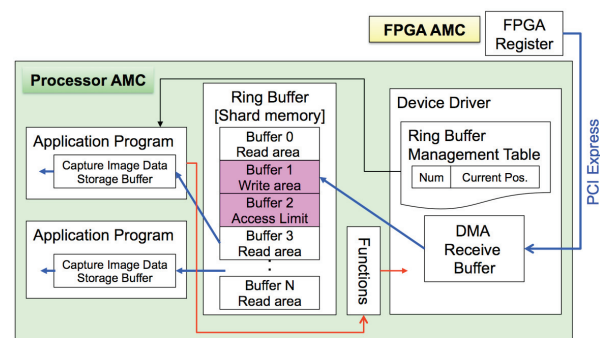 FPGA AMC
FPGA
Register
Processor AMC
Ring Buffer
[Shard memory]
Buffer 0
Read area
Buffer 1
Write area
Buffer 2
Access Limit
Buffer 3
Read area
Buffer N
Read area
Application Program
Capture Image Data
Storage Buffer
Application Program
Capture Image Data
Storage Buffer
Functions
Device Driver
Ring Buffer
Management Table
Num
Current Pos.
DMA
Receive
Buffer
PCI Express